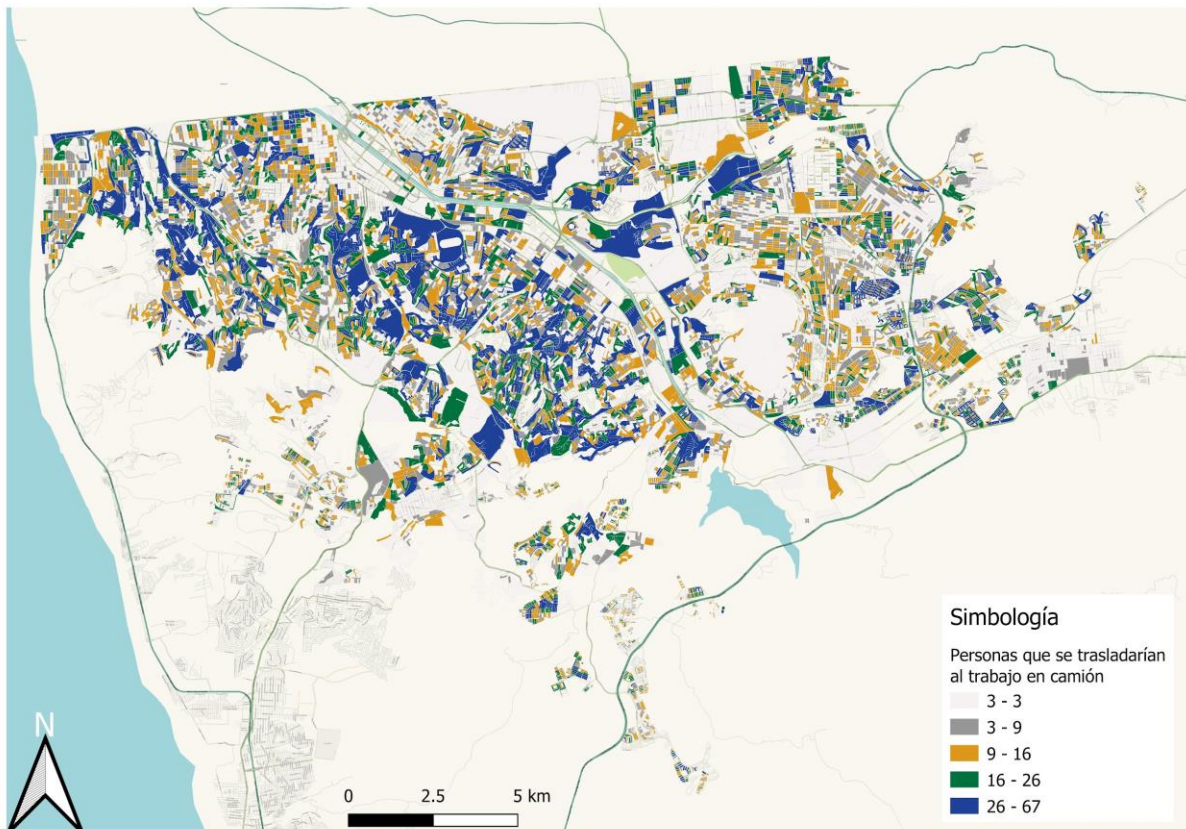 Simbología
Personas que se trasladarían
al trabajo en camión
3 - 3
3 - 9
9 - 16
16 - 26
26 - 67
N
0 2.5 5 km